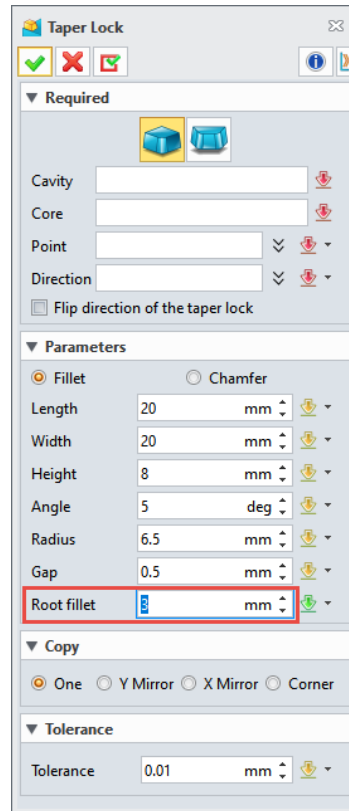 Taper Lock
Required
Cavity
Core
Point
Direction
Flip direction of the taper lock
Parameters
Fillet Chamfer
Length 20 mm
Width 20 mm
Height 8 mm
Angle 5 deg
Radius 6.5 mm
Gap 0.5 mm
Root fillet 3 mm
Copy
One Y Mirror X Mirror Corner
Tolerance
Tolerance 0.01 mm